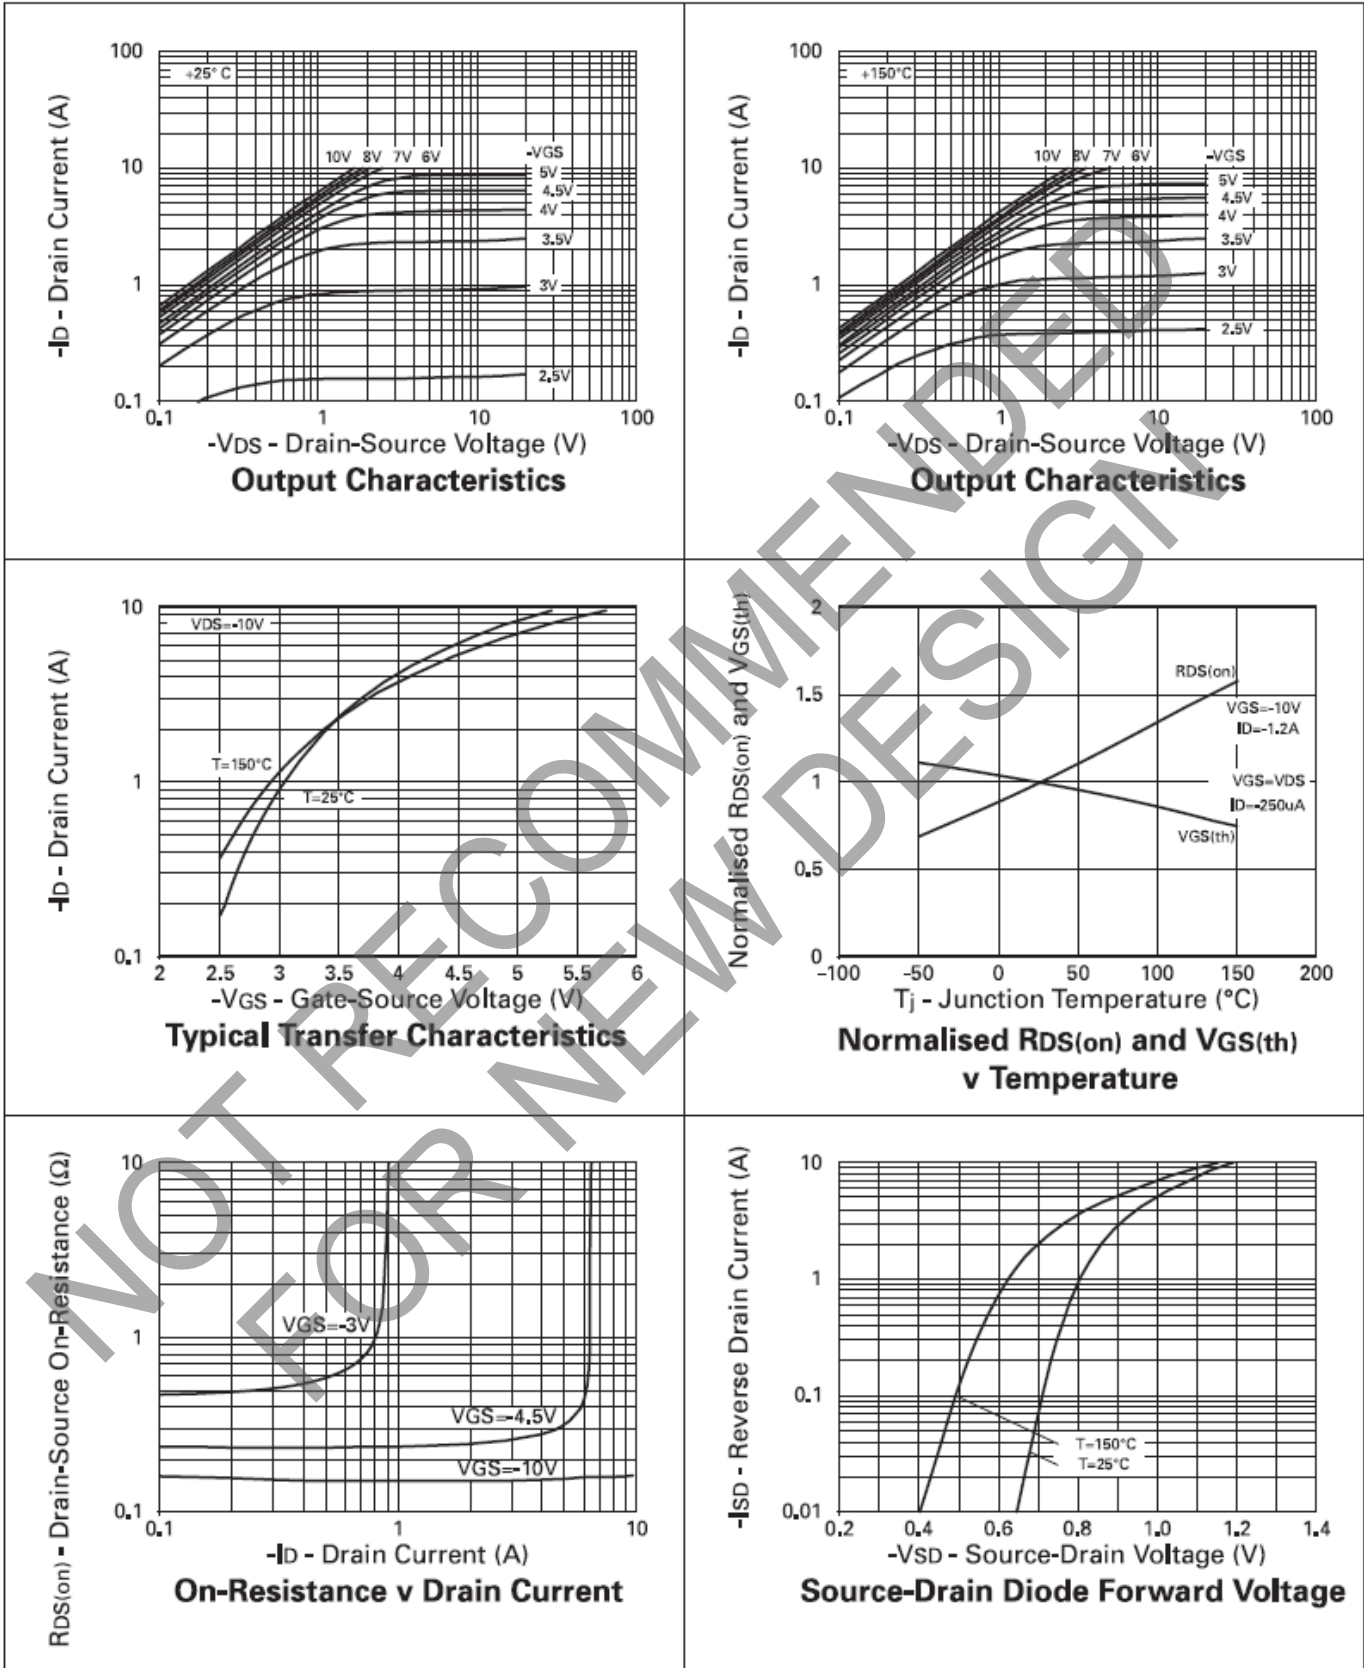 100
10
1
0.1
-ID - Drain Current (A)
+25° C
10V 8V 7V 6V
-VGS
5V
4.5V
4V
3.5V
3V
2.5V
0.1 1 10 100
-VDS - Drain-Source Voltage (V)
Output Characteristics
100
10
1
0.1
-ID - Drain Current (A)
+150°C
10V 8V 7V 6V
-VGS
5V
4.5V
4V
3.5V
3V
2.5V
0.1 1 10 100
-VDS - Drain-Source Voltage (V)
Output Characteristics
10
1
0.1
-ID - Drain Current (A)
VDS=-10V
T=150°C
T=25°C
2 2.5 3 3.5 4 4.5 5 5.5 6
-VGS - Gate-Source Voltage (V)
Typical Transfer Characteristics
2
1.5
1
0.5
0
Normalised RDS(on) and VGS(th)
RDS(on)
VGS=-10V
ID=-1.2A
VGS=VDS
ID=-250uA
VGS(th)
-100 -50 0 50 100 150 200
Tj - Junction Temperature (°C)
Normalised RDS(on) and VGS(th)
v Temperature
10
1
0.1
RDS(on) - Drain-Source On-Resistance (Ω)
VGS=-3V
VGS=-4.5V
VGS=-10V
0.1 1 10
-ID - Drain Current (A)
On-Resistance v Drain Current
10
1
0.1
0.01
-ISD - Reverse Drain Current (A)
T=150°C
T=25°C
0.2 0.4 0.6 0.8 1.0 1.2 1.4
-VSD - Source-Drain Voltage (V)
Source-Drain Diode Forward Voltage
NOT RECOMMENDED
FOR NEW DESIGN